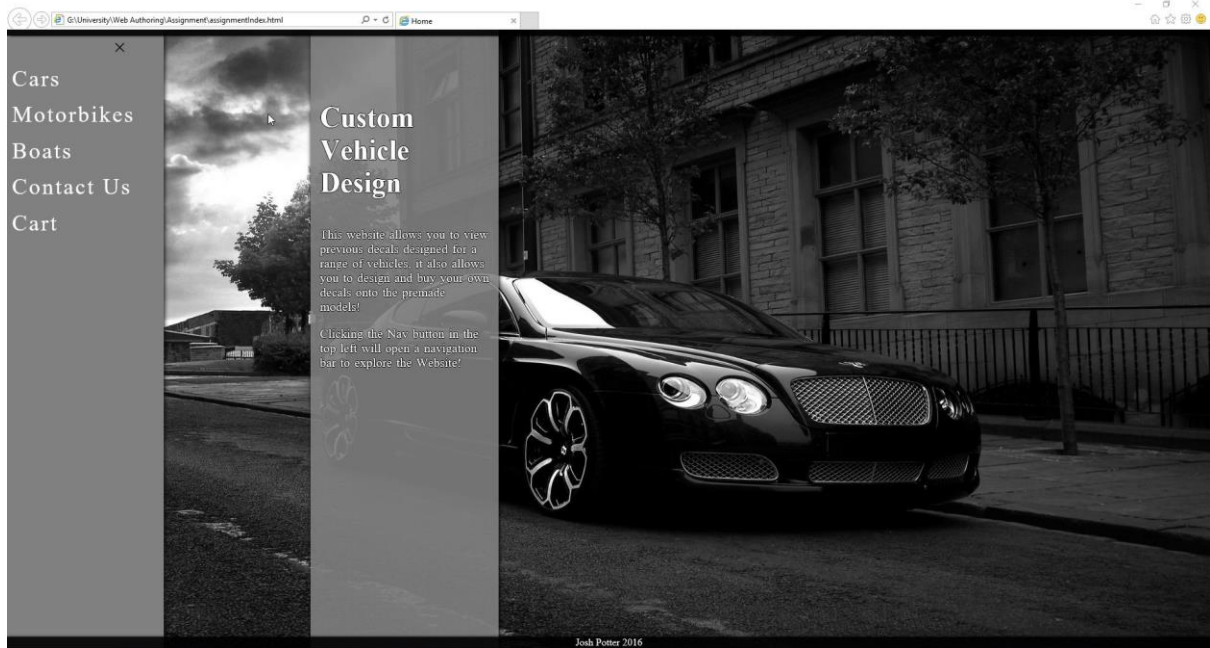 G:\University\Web Authoring\Assignment\assignmentIndex.html
Home
Cars
Motorbikes
Boats
Contact Us
Cart
Custom
Vehicle
Design
This website allows you to view
previous decals designed for a
range of vehicles, it also allows
you to design and buy your own
decals onto the premade
models!
Clicking the Nav button in the
top left will open a navigation
bar to explore the Website!
Josh Potter 2016